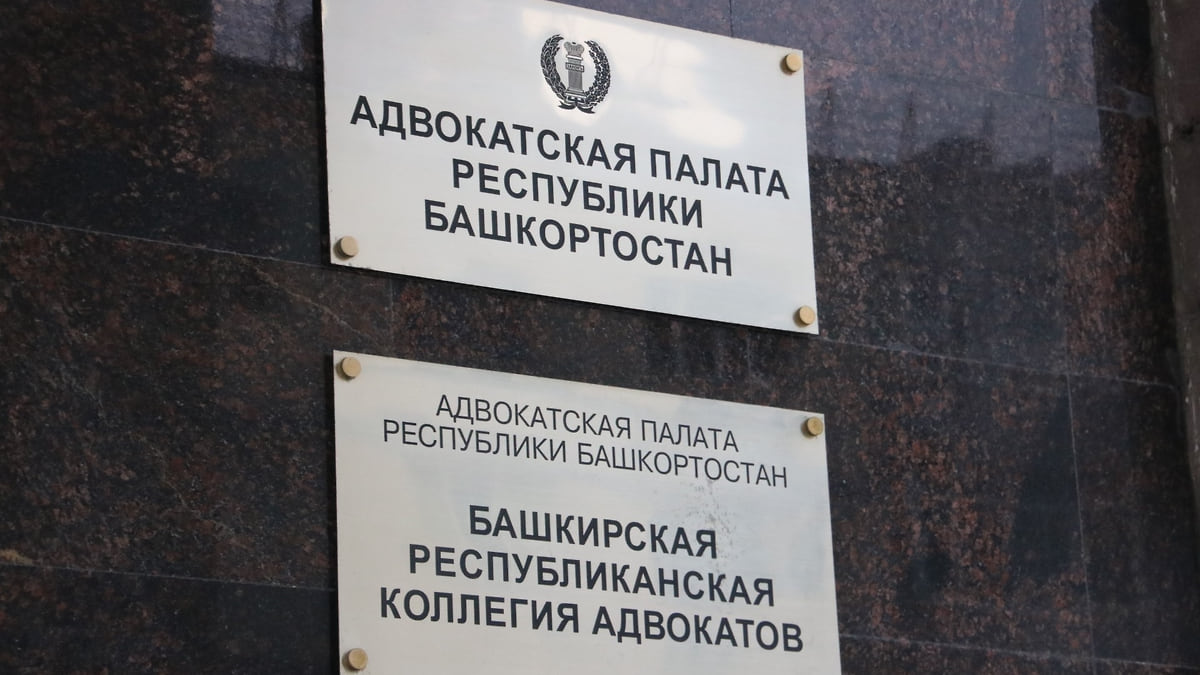 АДВОКАТСКАЯ ПАЛАТА
РЕСПУБЛИКИ
БАШКОРТОСТАН
АДВОКАТСКАЯ ПАЛАТА
РЕСПУБЛИКИ БАШКОРТОСТАН
БАШКИРСКАЯ
РЕСПУБЛИКАНСКАЯ
КОЛЛЕГИЯ АДВОКАТОВ